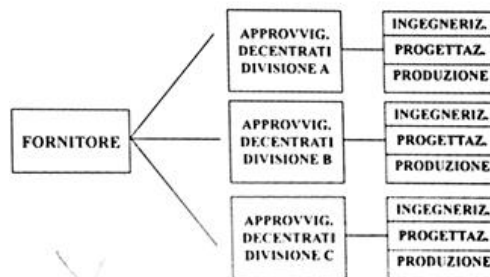 FORNITORE
APPROVVIG.
DECENTRATI
DIVISIONE A
INGEGNERIZ.
PROGETTAZ.
PRODUZIONE
APPROVVIG.
DECENTRATI
DIVISIONE B
INGEGNERIZ.
PROGETTAZ.
PRODUZIONE
APPROVVIG.
DECENTRATI
DIVISIONE C
INGEGNERIZ.
PROGETTAZ.
PRODUZIONE